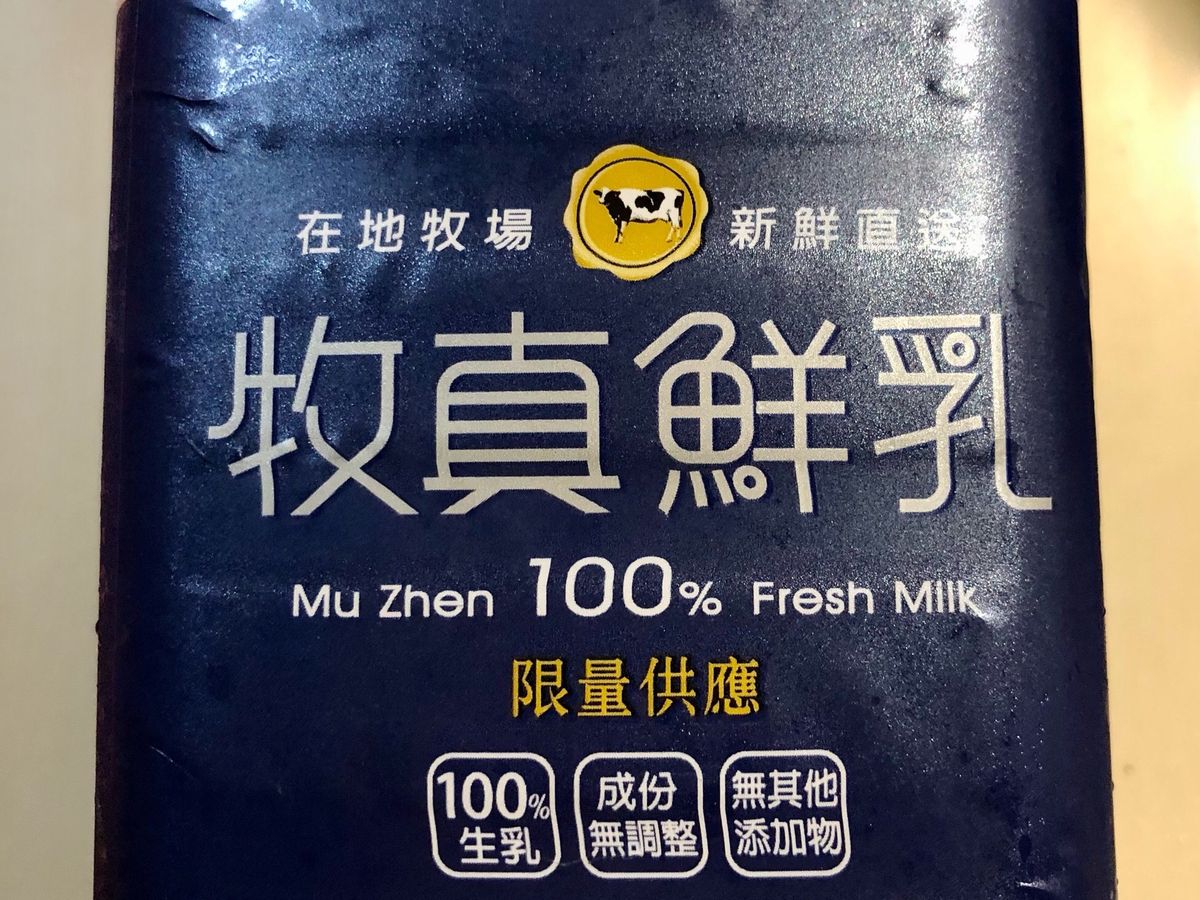 在地牧場 新鮮直送
牧真鮮乳
Mu Zhen 100% Fresh Milk
限量供應
100% 生乳
成份 無調整
無其他 添加物